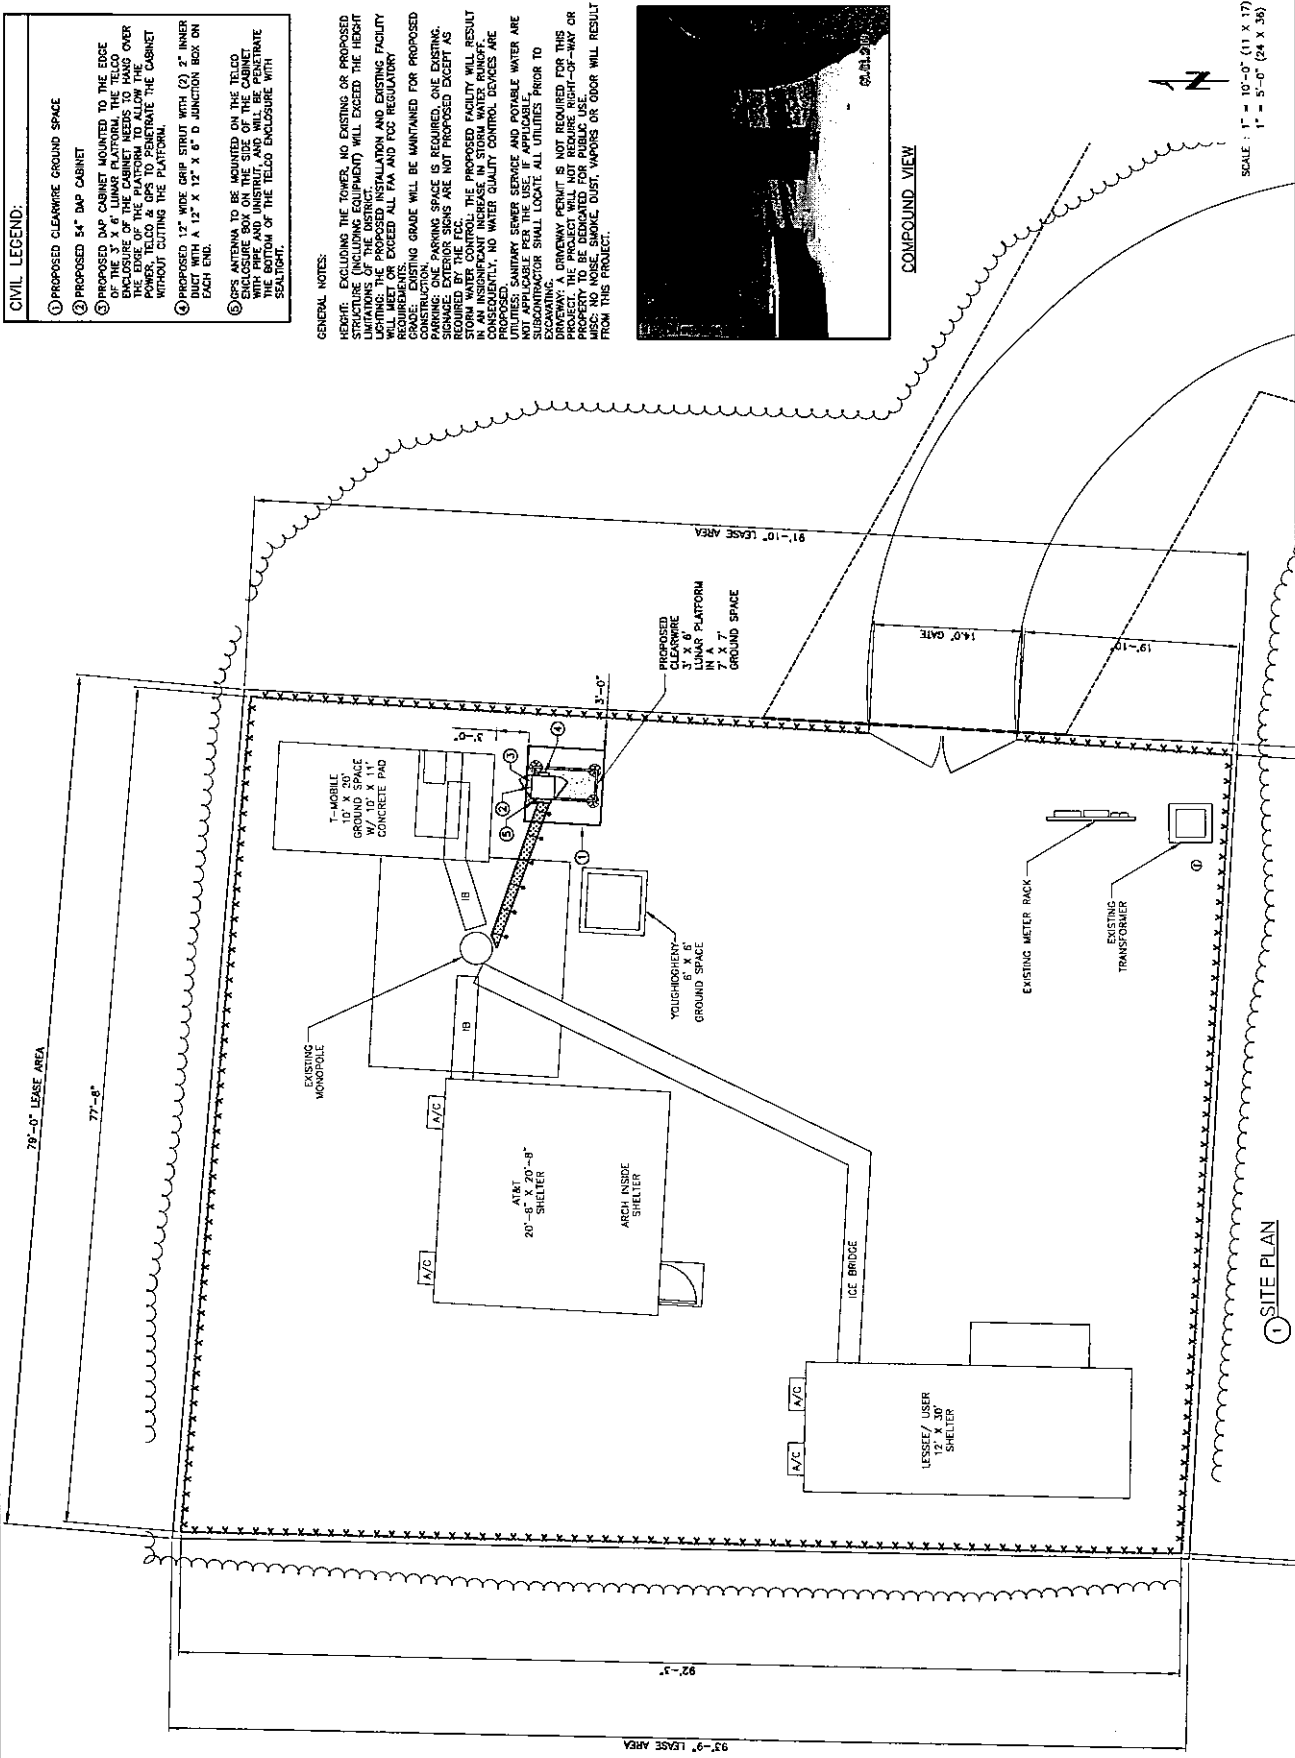 CIVIL LEGEND:
① PROPOSED CLEARWIRE GROUND SPACE
② PROPOSED 54" DAP CABINET
③ PROPOSED DAP CABINET MOUNTED TO THE EDGE
OF THE 3' X 6' LUNAR PLATFORM. THE TELCO
ENCLOSURE OF THE CABINET NEEDS TO HANG OVER
THE EDGE OF THE PLATFORM TO ALLOW THE
POWER, TELCO & GPS TO PENETRATE THE CABINET
WITHOUT CUTTING THE PLATFORM.
④ PROPOSED 12" WIDE GRIP STRUT WITH (2) 2" INNER
DUCT WITH A 12" X 12" X 6" D JUNCTION BOX ON
EACH END.
⑤ GPS ANTENNA TO BE MOUNTED ON THE TELCO
ENCLOSURE BOX ON THE SIDE OF THE CABINET
WITH PIPE AND UNISTRUT, AND WILL BE PENETRATE
THE BOTTOM OF THE TELCO ENCLOSURE WITH
SEALTIGHT.
GENERAL NOTES:
HEIGHT: EXCLUDING THE TOWER, NO EXISTING OR PROPOSED
STRUCTURE (INCLUDING EQUIPMENT) WILL EXCEED THE HEIGHT
LIMITATIONS OF THE DISTRICT.
LIGHTING: THE PROPOSED INSTALLATION AND EXISTING FACILITY
WILL MEET OR EXCEED ALL FAA AND FCC REGULATORY
REQUIREMENTS.
GRADE: EXISTING GRADE WILL BE MAINTAINED FOR PROPOSED
CONSTRUCTION.
PARKING: ONE PARKING SPACE IS REQUIRED, ONE EXISTING.
SIGNAGE: EXTERIOR SIGNS ARE NOT PROPOSED EXCEPT AS
REQUIRED BY THE FCC.
STORM WATER CONTROL: THE PROPOSED FACILITY WILL RESULT
IN AN INSIGNIFICANT INCREASE IN STORM WATER RUNOFF.
CONSEQUENTLY, NO WATER QUALITY CONTROL DEVICES ARE
PROPOSED.
UTILITIES: SANITARY SEWER SERVICE AND POTABLE WATER ARE
NOT APPLICABLE PER THE USE, IF APPLICABLE,
SUBCONTRACTOR SHALL LOCATE ALL UTILITIES PRIOR TO
EXCAVATING.
DRIVEWAY: A DRIVEWAY PERMIT IS NOT REQUIRED FOR THIS
PROJECT. THE PROJECT WILL NOT REQUIRE RIGHT-OF-WAY OR
PROPERTY TO BE DEDICATED FOR PUBLIC USE.
MISC: NO NOISE, SMOKE, DUST, VAPORS OR ODOR WILL RESULT
FROM THIS PROJECT.
COMPOUND VIEW
N
SCALE : 1" = 10'-0" (11 X 17)
1" = 5'-0" (24 X 36)
79'-0" LEASE AREA
77'-8"
91'-10" LEASE AREA
14.0' GATE
19'-10"
92'-3"
93'-9" LEASE AREA
T-MOBILE
10' X 20'
GROUND SPACE
W/ 10' X 11'
CONCRETE PAD
3'-0"
3'-0"
③
②
④
⑤
①
PROPOSED
CLEARWIRE
3' X 6'
LUNAR PLATFORM
IN A
7' X 7'
GROUND SPACE
IB
IB
EXISTING
MONOPOLE
YOUGHIOGHENY
6' X 6'
GROUND SPACE
A/C
A/C
AT&T
20'-8" X 20'-8"
SHELTER
ARCH INSIDE
SHELTER
ICE BRIDGE
A/C
A/C
LESSEE/ USER
12' X 30'
SHELTER
EXISTING METER RACK
EXISTING
TRANSFORMER
① SITE PLAN